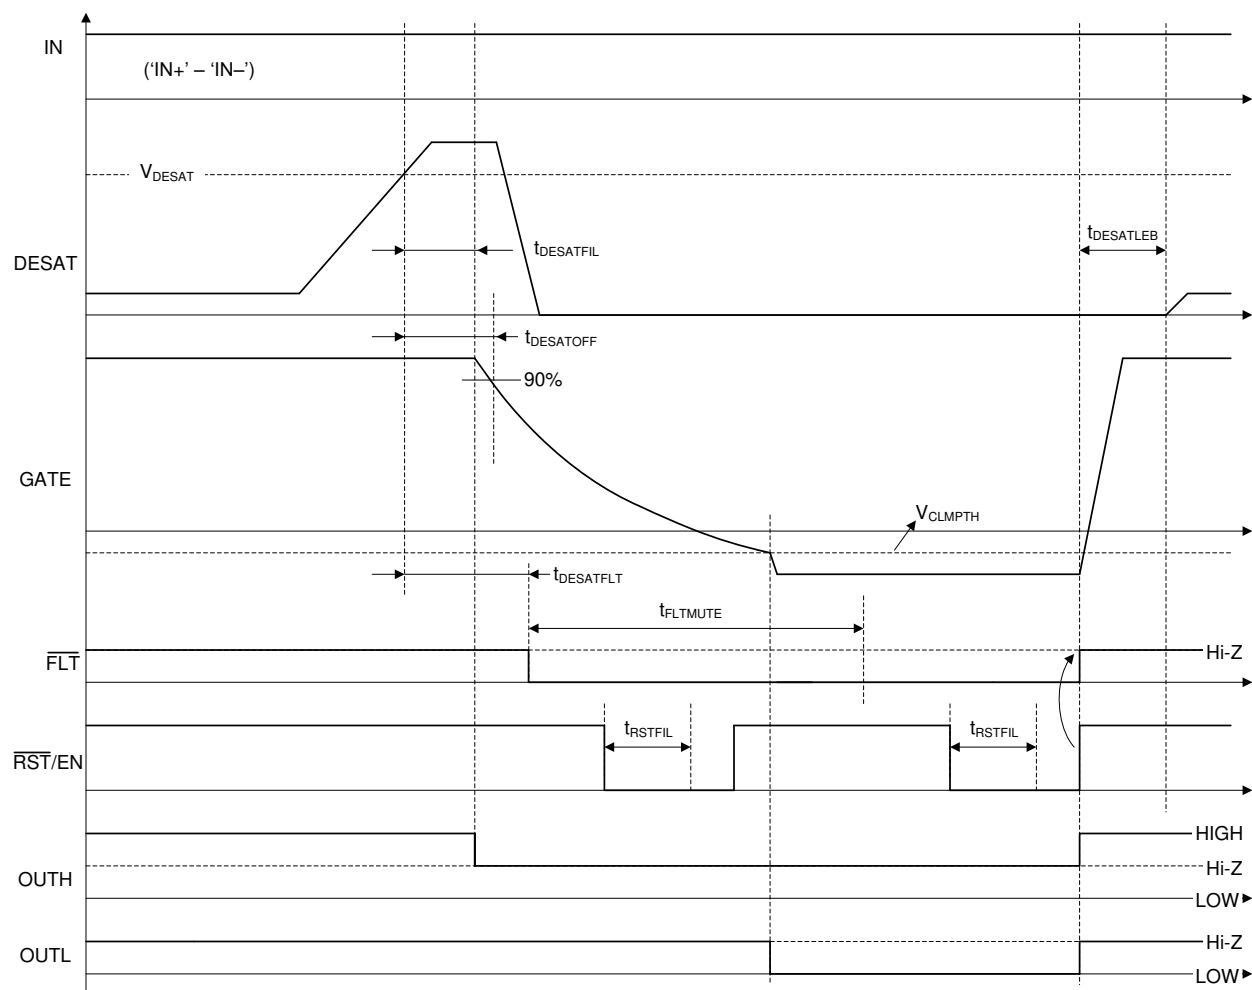 IN
('IN+' – 'IN–')
VDESAT
tDESATLEB
tDESATFIL
DESAT
tDESATOFF
90%
GATE
VCLMPTH
tDESATFLT
tFLTMUTE
FLT
Hi-Z
tRSTFIL
tRSTFIL
RST/EN
HIGH
Hi-Z
OUTH
LOW
Hi-Z
OUTL
LOW